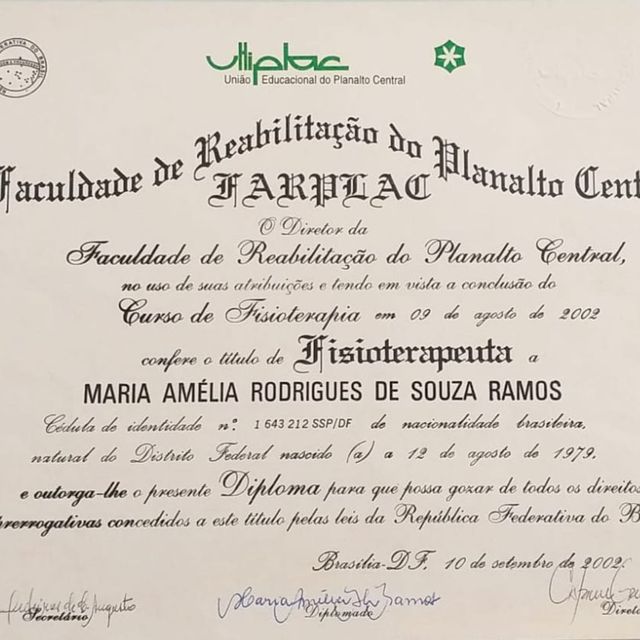 Uniplac
União Educacional do Planalto Central
Faculdade de Reabilitação do Planalto Cent
FARPLAC
O Diretor da
Faculdade de Reabilitação do Planalto Central,
no uso de suas atribuições e tendo em vista a conclusão do
Curso de Fisioterapia em 09 de agosto de 2002
confere o título de Fisioterapeuta a
MARIA AMÉLIA RODRIGUES DE SOUZA RAMOS
Cédula de identidade n.º 1 643 212 SSP/DF de nacionalidade brasileira,
natural do Distrito Federal nascido (a) a 12 de agosto de 1979.
e outorga-lhe o presente Diploma para que possa gozar de todos os direitos
prerrogativas concedidos a este título pelas leis da República Federativa do B
Brasília-DF, 10 de setembro de 2002.
Secretário Diplomado Diret